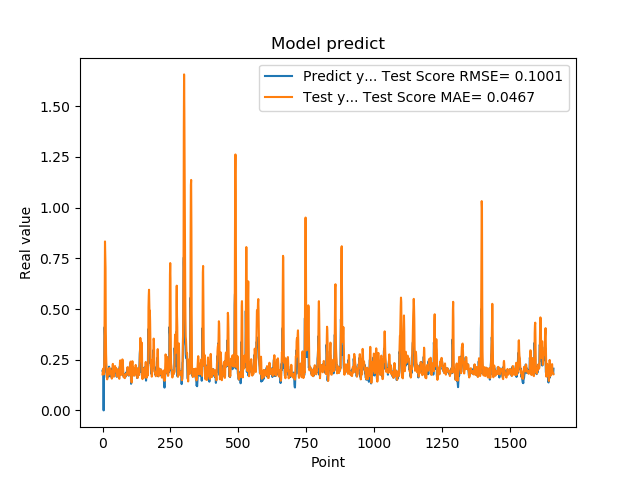 Model predict
Predict y... Test Score RMSE= 0.1001
Test y... Test Score MAE= 0.0467
Real value
1.50
1.25
1.00
0.75
0.50
0.25
0.00
0 250 500 750 1000 1250 1500
Point